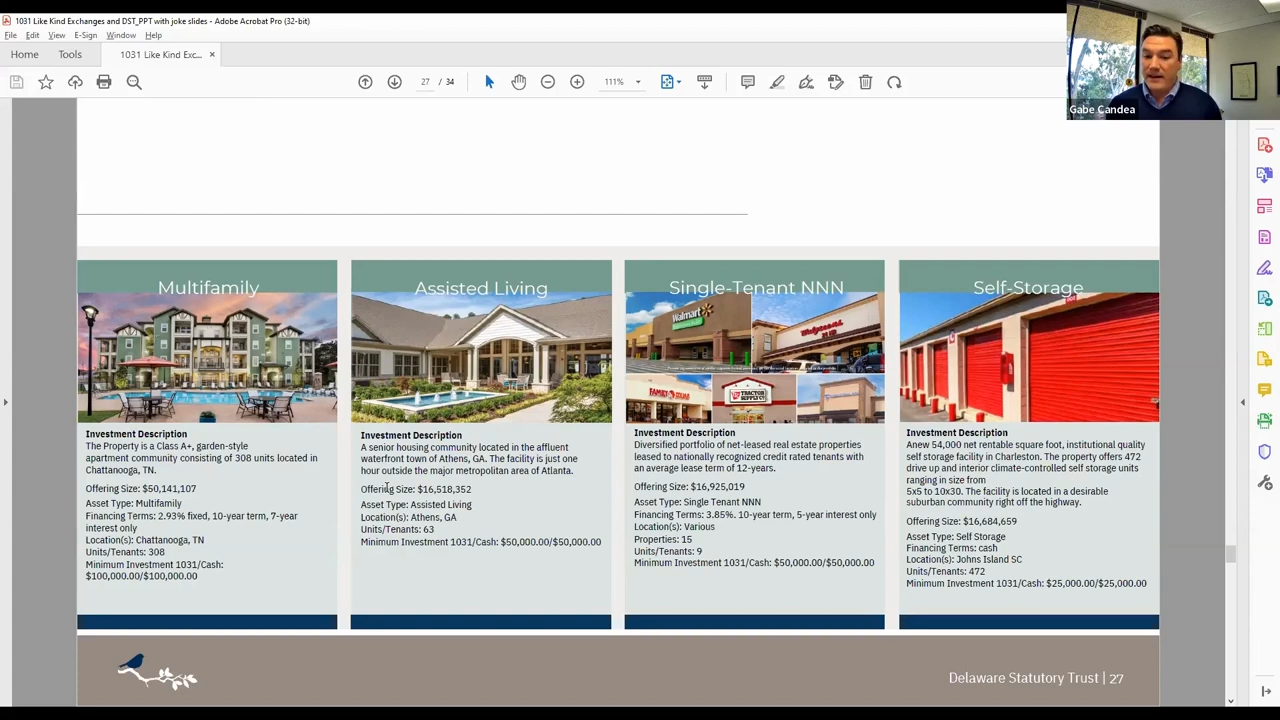 1031 Like Kind Exchanges and DST_PPT with joke slides - Adobe Acrobat Pro (32-bit)
File Edit View E-Sign Window Help
Home Tools 1031 Like Kind Exc... ×
27 / 34 111%
Gabe Candea
Multifamily
Investment Description
The Property is a Class A+, garden-style
apartment community consisting of 308 units located in
Chattanooga, TN.
Offering Size: $50,141,107
Asset Type: Multifamily
Financing Terms: 2.93% fixed, 10-year term, 7-year
interest only
Location(s): Chattanooga, TN
Units/Tenants: 308
Minimum Investment 1031/Cash:
$100,000.00/$100,000.00
Assisted Living
Investment Description
A senior housing community located in the affluent
waterfront town of Athens, GA. The facility is just one
hour outside the major metropolitan area of Atlanta.
Offering Size: $16,518,352
Asset Type: Assisted Living
Location(s): Athens, GA
Units/Tenants: 63
Minimum Investment 1031/Cash: $50,000.00/$50,000.00
Single-Tenant NNN
Walmart
Walgreens
FAMILY DOLLAR
TRACTOR SUPPLY CO
Investment Description
Diversified portfolio of net-leased real estate properties
leased to nationally recognized credit rated tenants with
an average lease term of 12-years.
Offering Size: $16,925,019
Asset Type: Single Tenant NNN
Financing Terms: 3.85%. 10-year term, 5-year interest only
Location(s): Various
Properties: 15
Units/Tenants: 9
Minimum Investment 1031/Cash: $50,000.00/$50,000.00
Self-Storage
Investment Description
Anew 54,000 net rentable square foot, institutional quality
self storage facility in Charleston. The property offers 472
drive up and interior climate-controlled self storage units
ranging in size from
5x5 to 10x30. The facility is located in a desirable
suburban community right off the highway.
Offering Size: $16,684,659
Asset Type: Self Storage
Financing Terms: cash
Location(s): Johns Island SC
Units/Tenants: 472
Minimum Investment 1031/Cash: $25,000.00/$25,000.00
Delaware Statutory Trust | 27